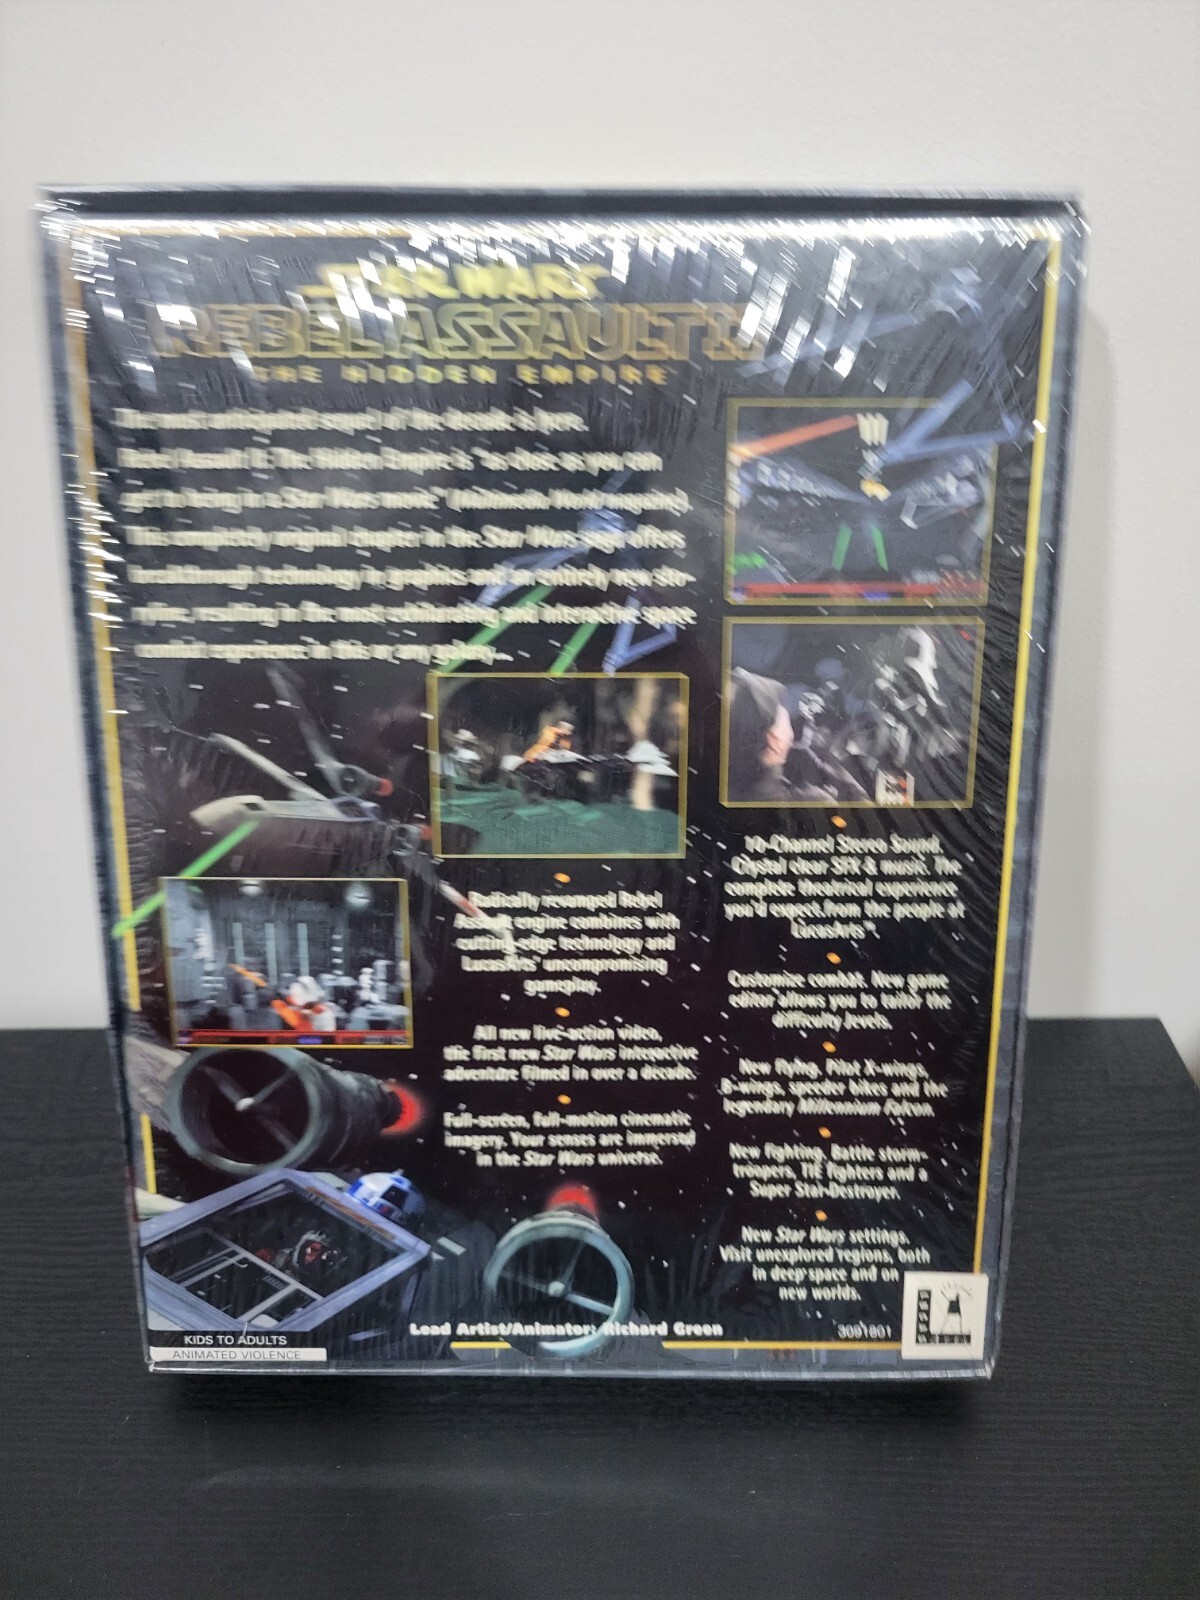 STAR WARS
REBEL ASSAULT II
THE HIDDEN EMPIRE
The most anticipated sequel of the decade is here.
Rebel Assault II: The Hidden Empire is "as close as you can
get to being in a Star Wars movie" (Multimedia World magazine).
This completely original chapter in the Star Wars saga offers
breakthrough technology in graphics and an entirely new sto-
ryline, resulting in the most exhilarating and interactive space
combat experience in this or any galaxy...
Radically revamped Rebel
Assault engine combines with
cutting-edge technology and
LucasArts' uncompromising
gameplay.
All new live-action video,
the first new Star Wars interactive
adventure filmed in over a decade.
Full-screen, full-motion cinematic
imagery. Your senses are immersed
in the Star Wars universe.
10-Channel Stereo Sound.
Crystal clear SFX & music. The
complete theatrical experience
you'd expect from the people at
LucasArts™.
Customize combat. New game
editor allows you to tailor the
difficulty levels.
New flying. Pilot X-wings,
B-wings, speeder bikes and the
legendary Millennium Falcon.
New fighting. Battle storm-
troopers, TIE fighters and a
Super Star-Destroyer.
New Star Wars settings.
Visit unexplored regions, both
in deep space and on
new worlds.
Lead Artist/Animator: Richard Green
3091801
KIDS TO ADULTS
ANIMATED VIOLENCE